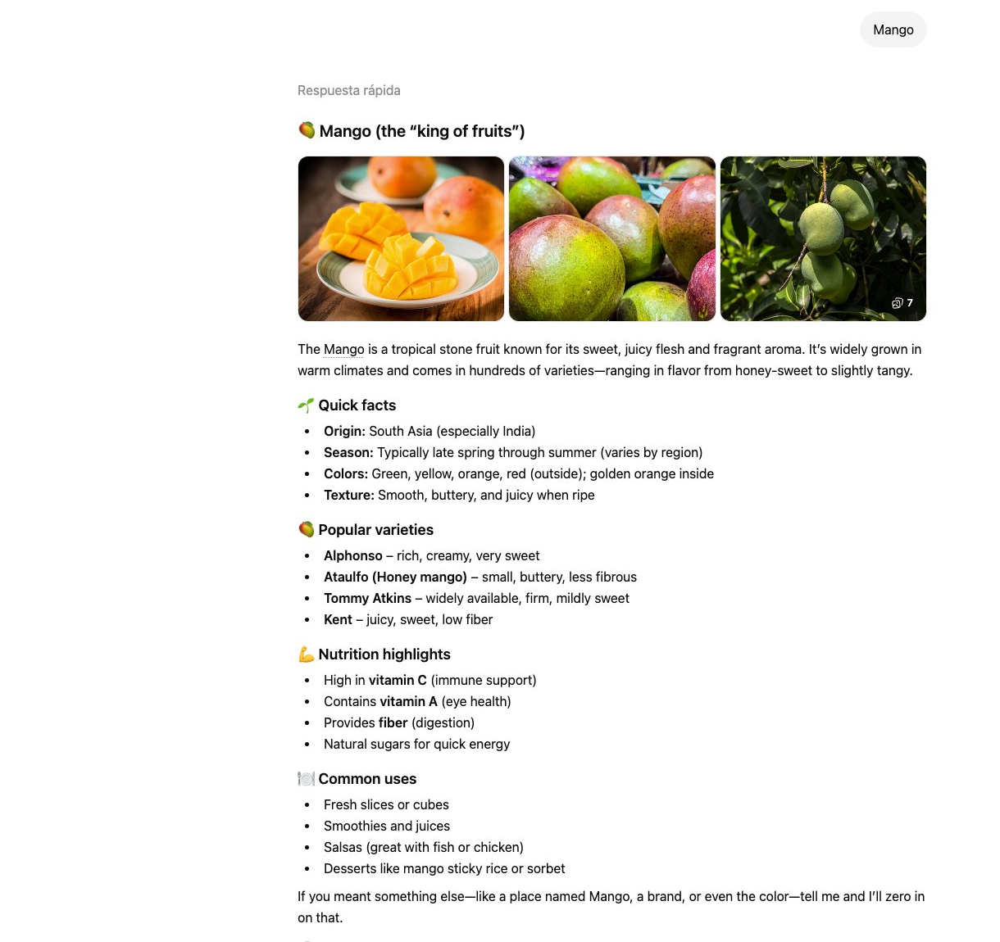 Mango
Respuesta rápida
🥭 Mango (the “king of fruits”)
7
The Mango is a tropical stone fruit known for its sweet, juicy flesh and fragrant aroma. It’s widely grown in
warm climates and comes in hundreds of varieties—ranging in flavor from honey-sweet to slightly tangy.
🌱 Quick facts
• Origin: South Asia (especially India)
• Season: Typically late spring through summer (varies by region)
• Colors: Green, yellow, orange, red (outside); golden orange inside
• Texture: Smooth, buttery, and juicy when ripe
🥭 Popular varieties
• Alphonso – rich, creamy, very sweet
• Ataulfo (Honey mango) – small, buttery, less fibrous
• Tommy Atkins – widely available, firm, mildly sweet
• Kent – juicy, sweet, low fiber
💪 Nutrition highlights
• High in vitamin C (immune support)
• Contains vitamin A (eye health)
• Provides fiber (digestion)
• Natural sugars for quick energy
🍽️ Common uses
• Fresh slices or cubes
• Smoothies and juices
• Salsas (great with fish or chicken)
• Desserts like mango sticky rice or sorbet
If you meant something else—like a place named Mango, a brand, or even the color—tell me and I’ll zero in
on that.